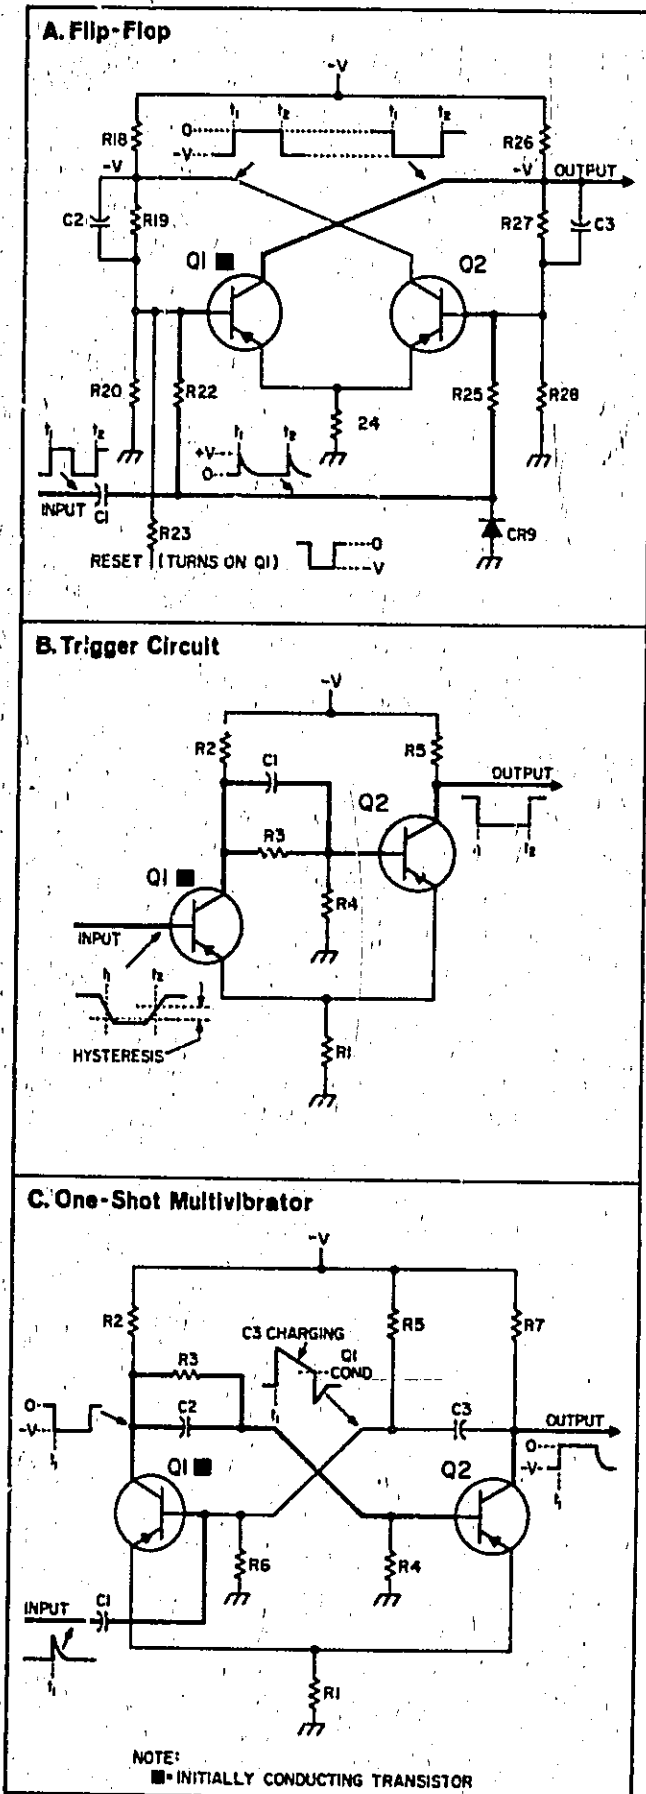 A. Flip-Flop
-V
t1 t2 t1 t2
R18 0 R26
-V
-V -V OUTPUT
C2 R19 R27 C3
Q1 ■ Q2
R20 R22 24 R25 R28
t1 t2 t1 t2
+V
0
INPUT C1
R23 CR9
RESET (TURNS ON Q1) 0
-V
B. Trigger Circuit
-V
R2 R5
C1 OUTPUT
Q2
R3 t2
Q1 ■ R4
INPUT
t1 t2
HYSTERESIS R1
C. One-Shot Multivibrator
-V
R2 R5 R7
C3 CHARGING
R3 Q1
COND
0 C2 t1 C3 OUTPUT
-V 0
t1 -V
Q1 ■ Q2 t1
R6 R4
INPUT C1
t1 R1
NOTE:
■= INITIALLY CONDUCTING TRANSISTOR